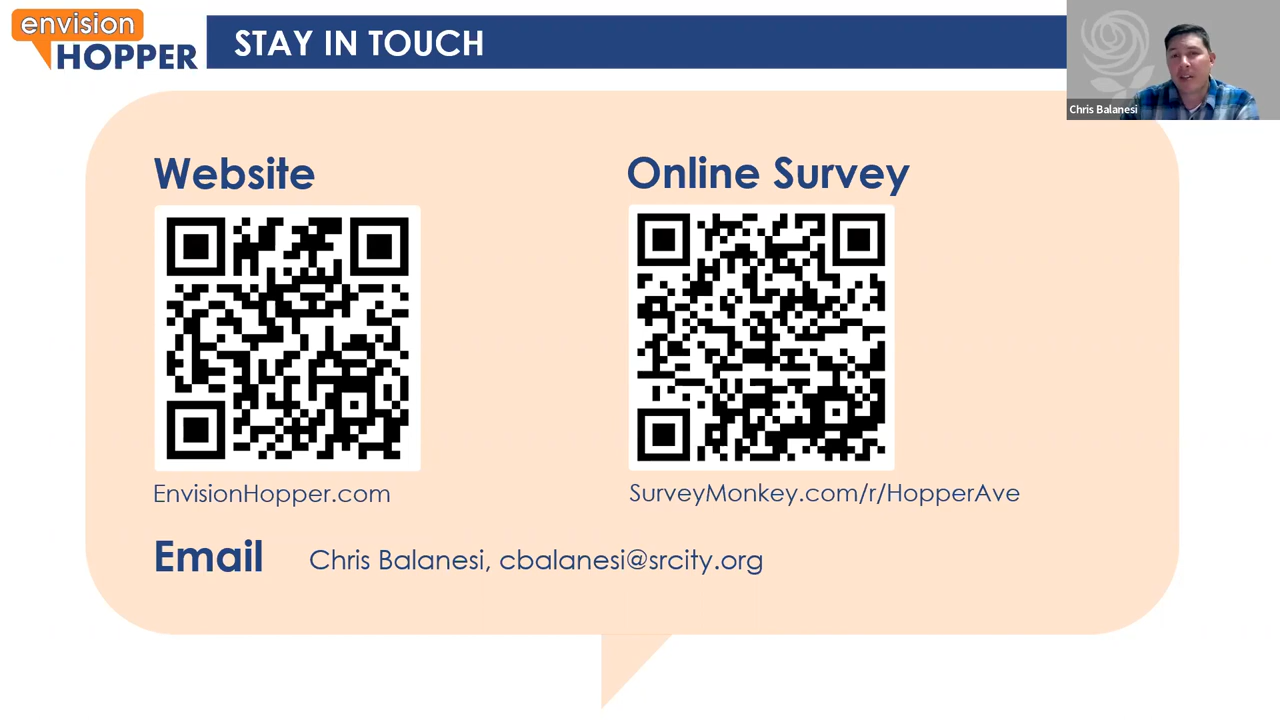 envision
HOPPER
STAY IN TOUCH
Chris Balanesi
Website
Online Survey
EnvisionHopper.com
SurveyMonkey.com/r/HopperAve
Email
Chris Balanesi, cbalanesi@srcity.org